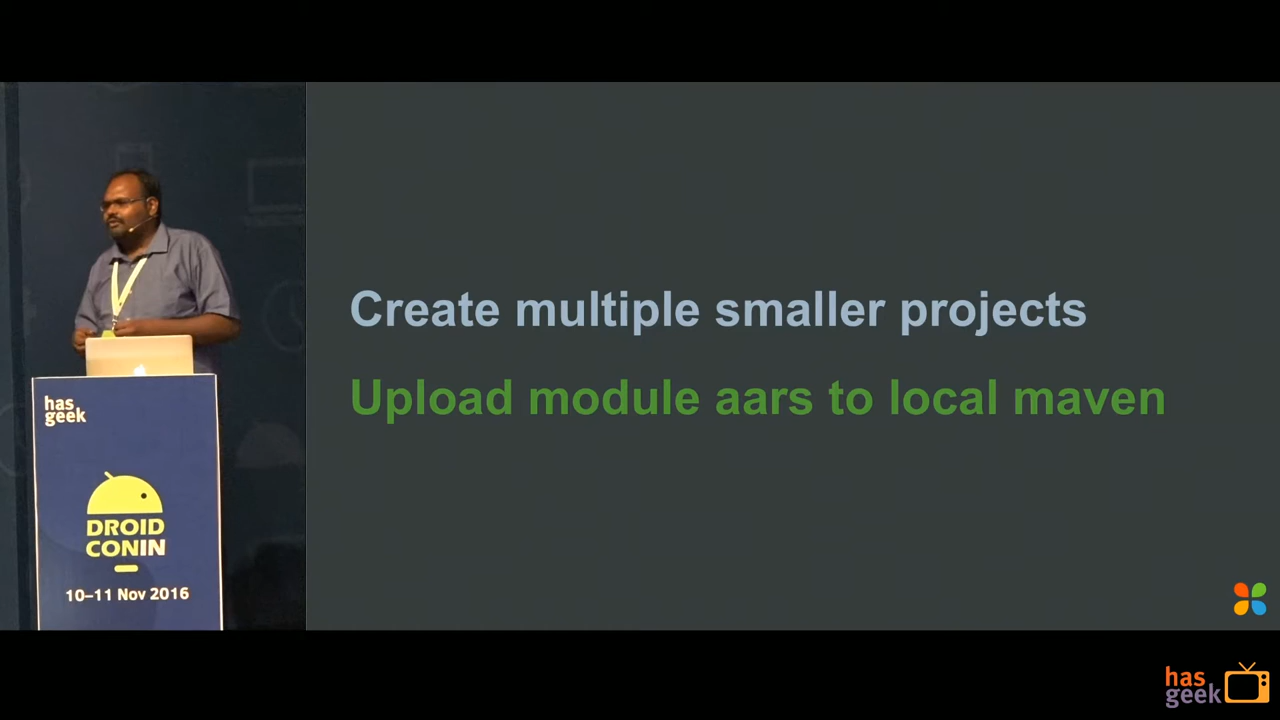 Create multiple smaller projects
Upload module aars to local maven
has
geek
DROID
CONIN
10–11 Nov 2016
has
geek